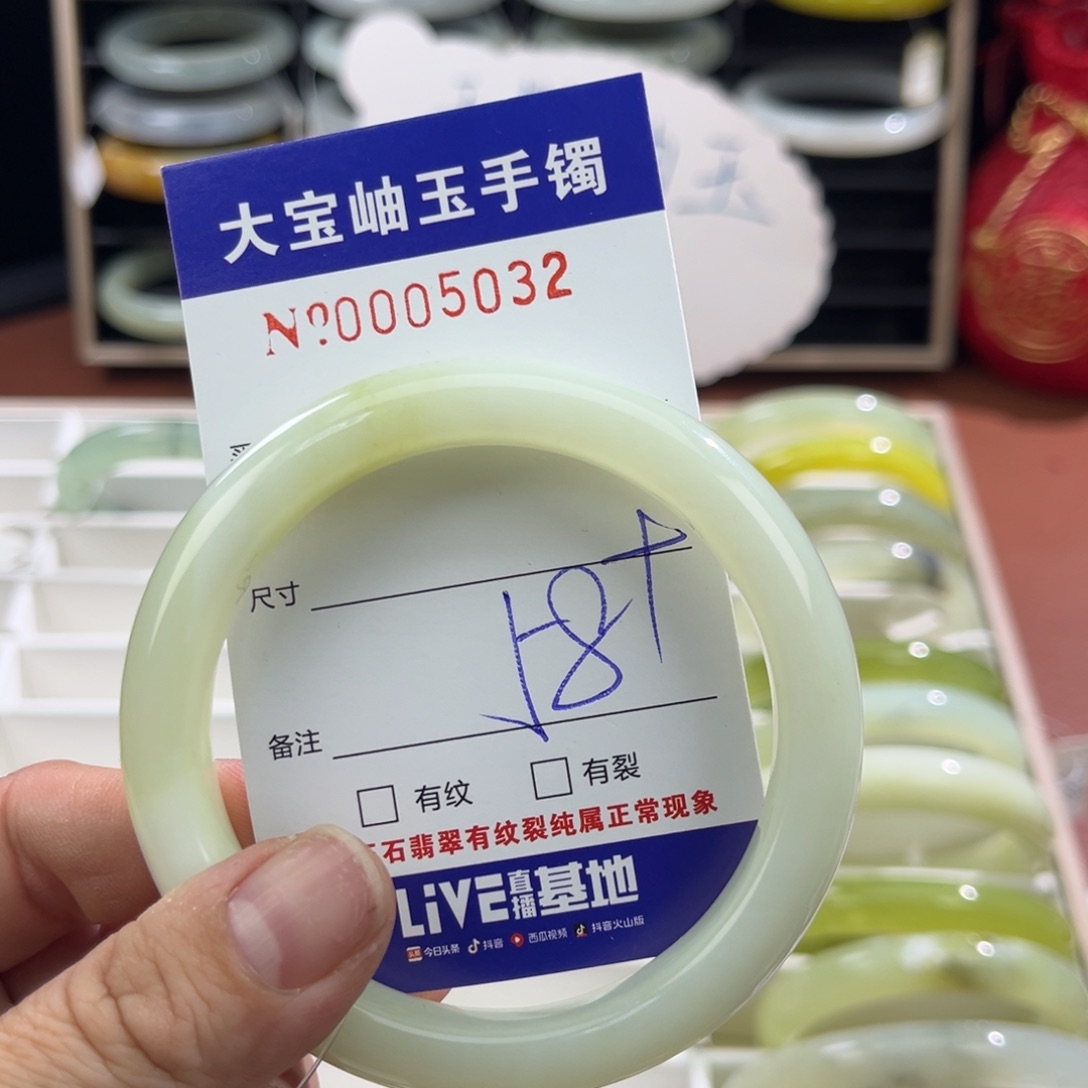 大宝岫玉手镯
№0005032
尺寸
备注
有纹 有裂
石翡翠有纹裂纯属正常现象
LiVE直播基地
今日头条 抖音 西瓜视频 抖音火山版
玉